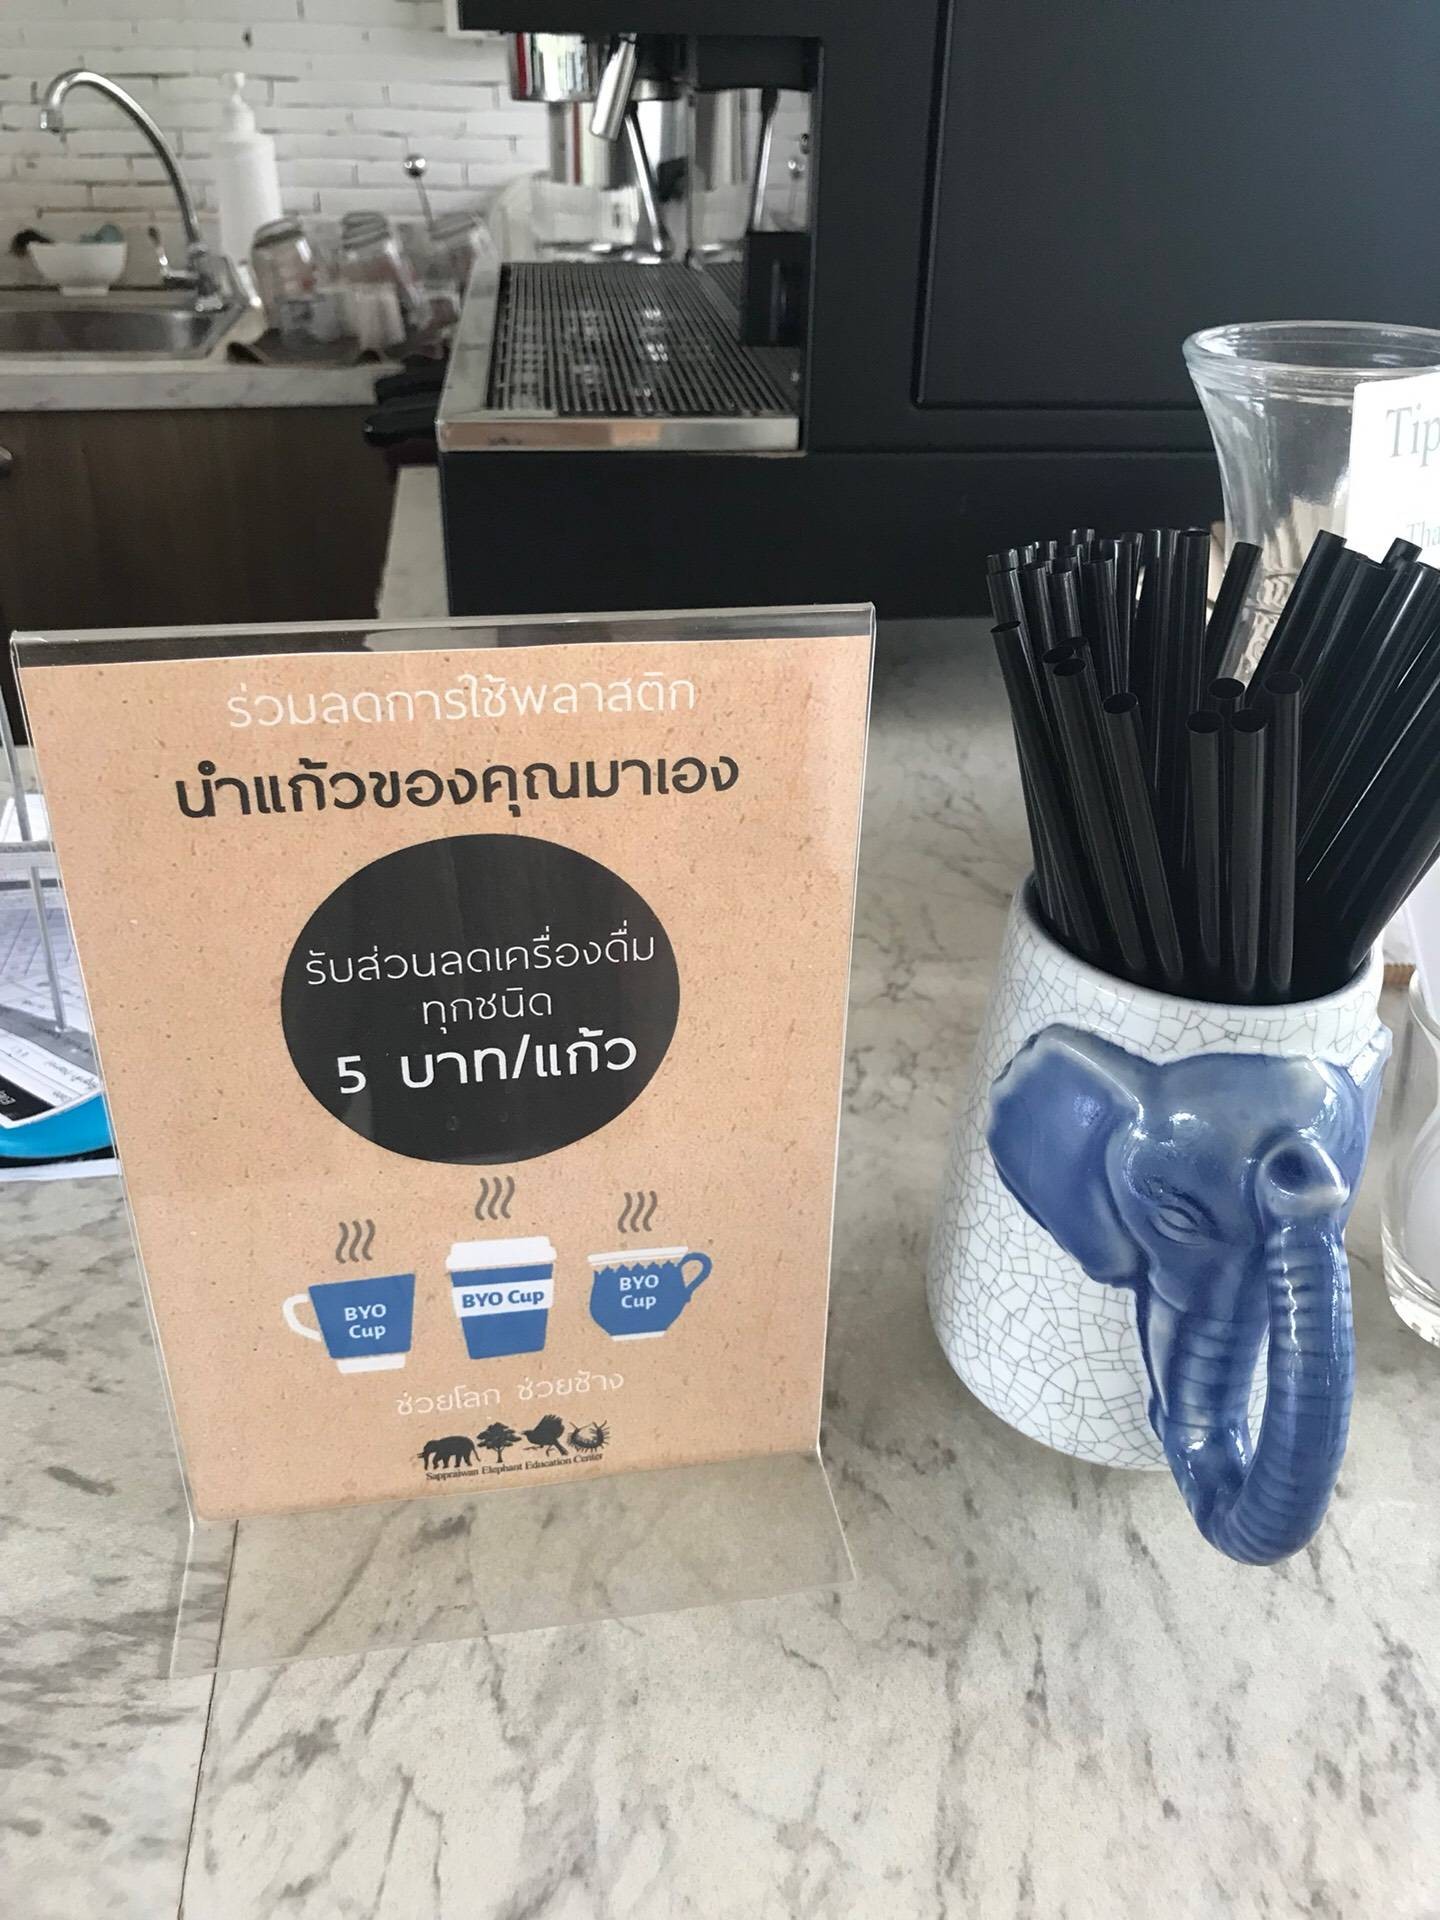 ร่วมลดการใช้พลาสติก
นำแก้วของคุณมาเอง
รับส่วนลดเครื่องดื่ม
ทุกชนิด
5 บาท/แก้ว
BYO
Cup
BYO Cup
BYO
Cup
ช่วยโลก ช่วยช้าง
Sappraiwan Elephant Education Center
Tip
Tha